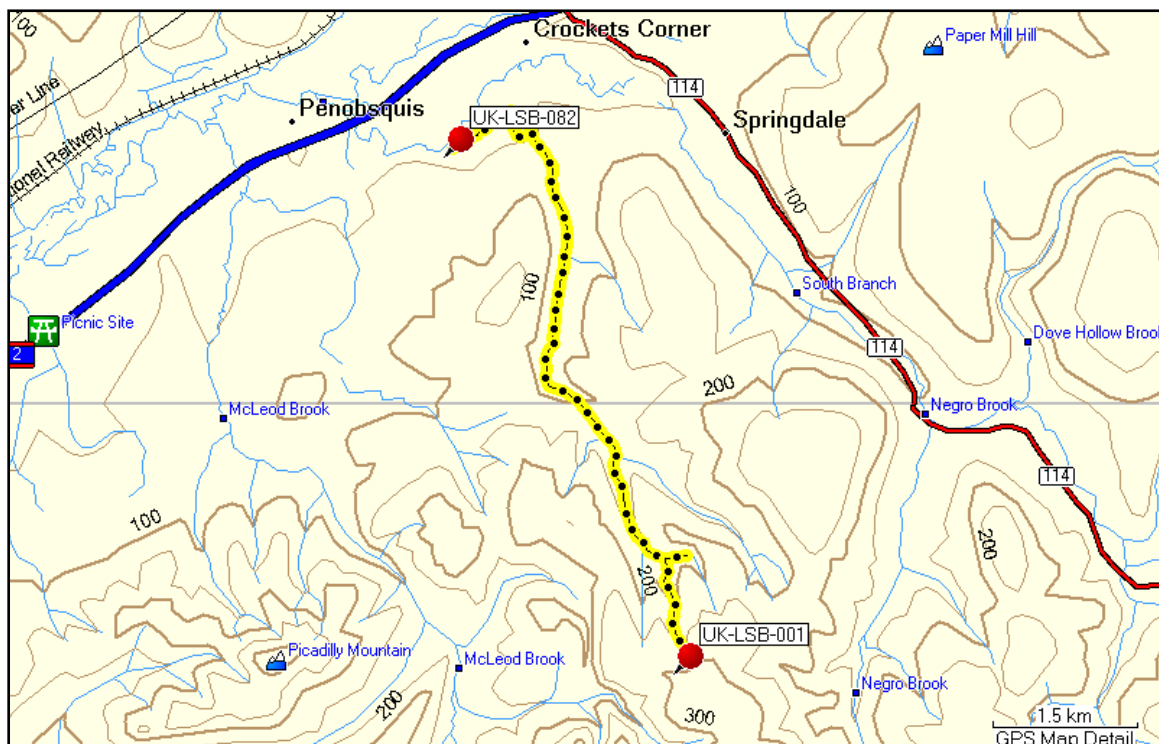 100
Crockets Corner
Paper Mill Hill
er Line
114
Penobsquis
UK-LSB-082
Springdale
ional Railway
100
100
South Branch
Picnic Site
2
114
Dove Hollow Brook
200
McLeod Brook
Negro Brook
114
100
200
200
UK-LSB-001
Picadilly Mountain
McLeod Brook
Negro Brook
200
300
1.5 km
GPS Map Detail